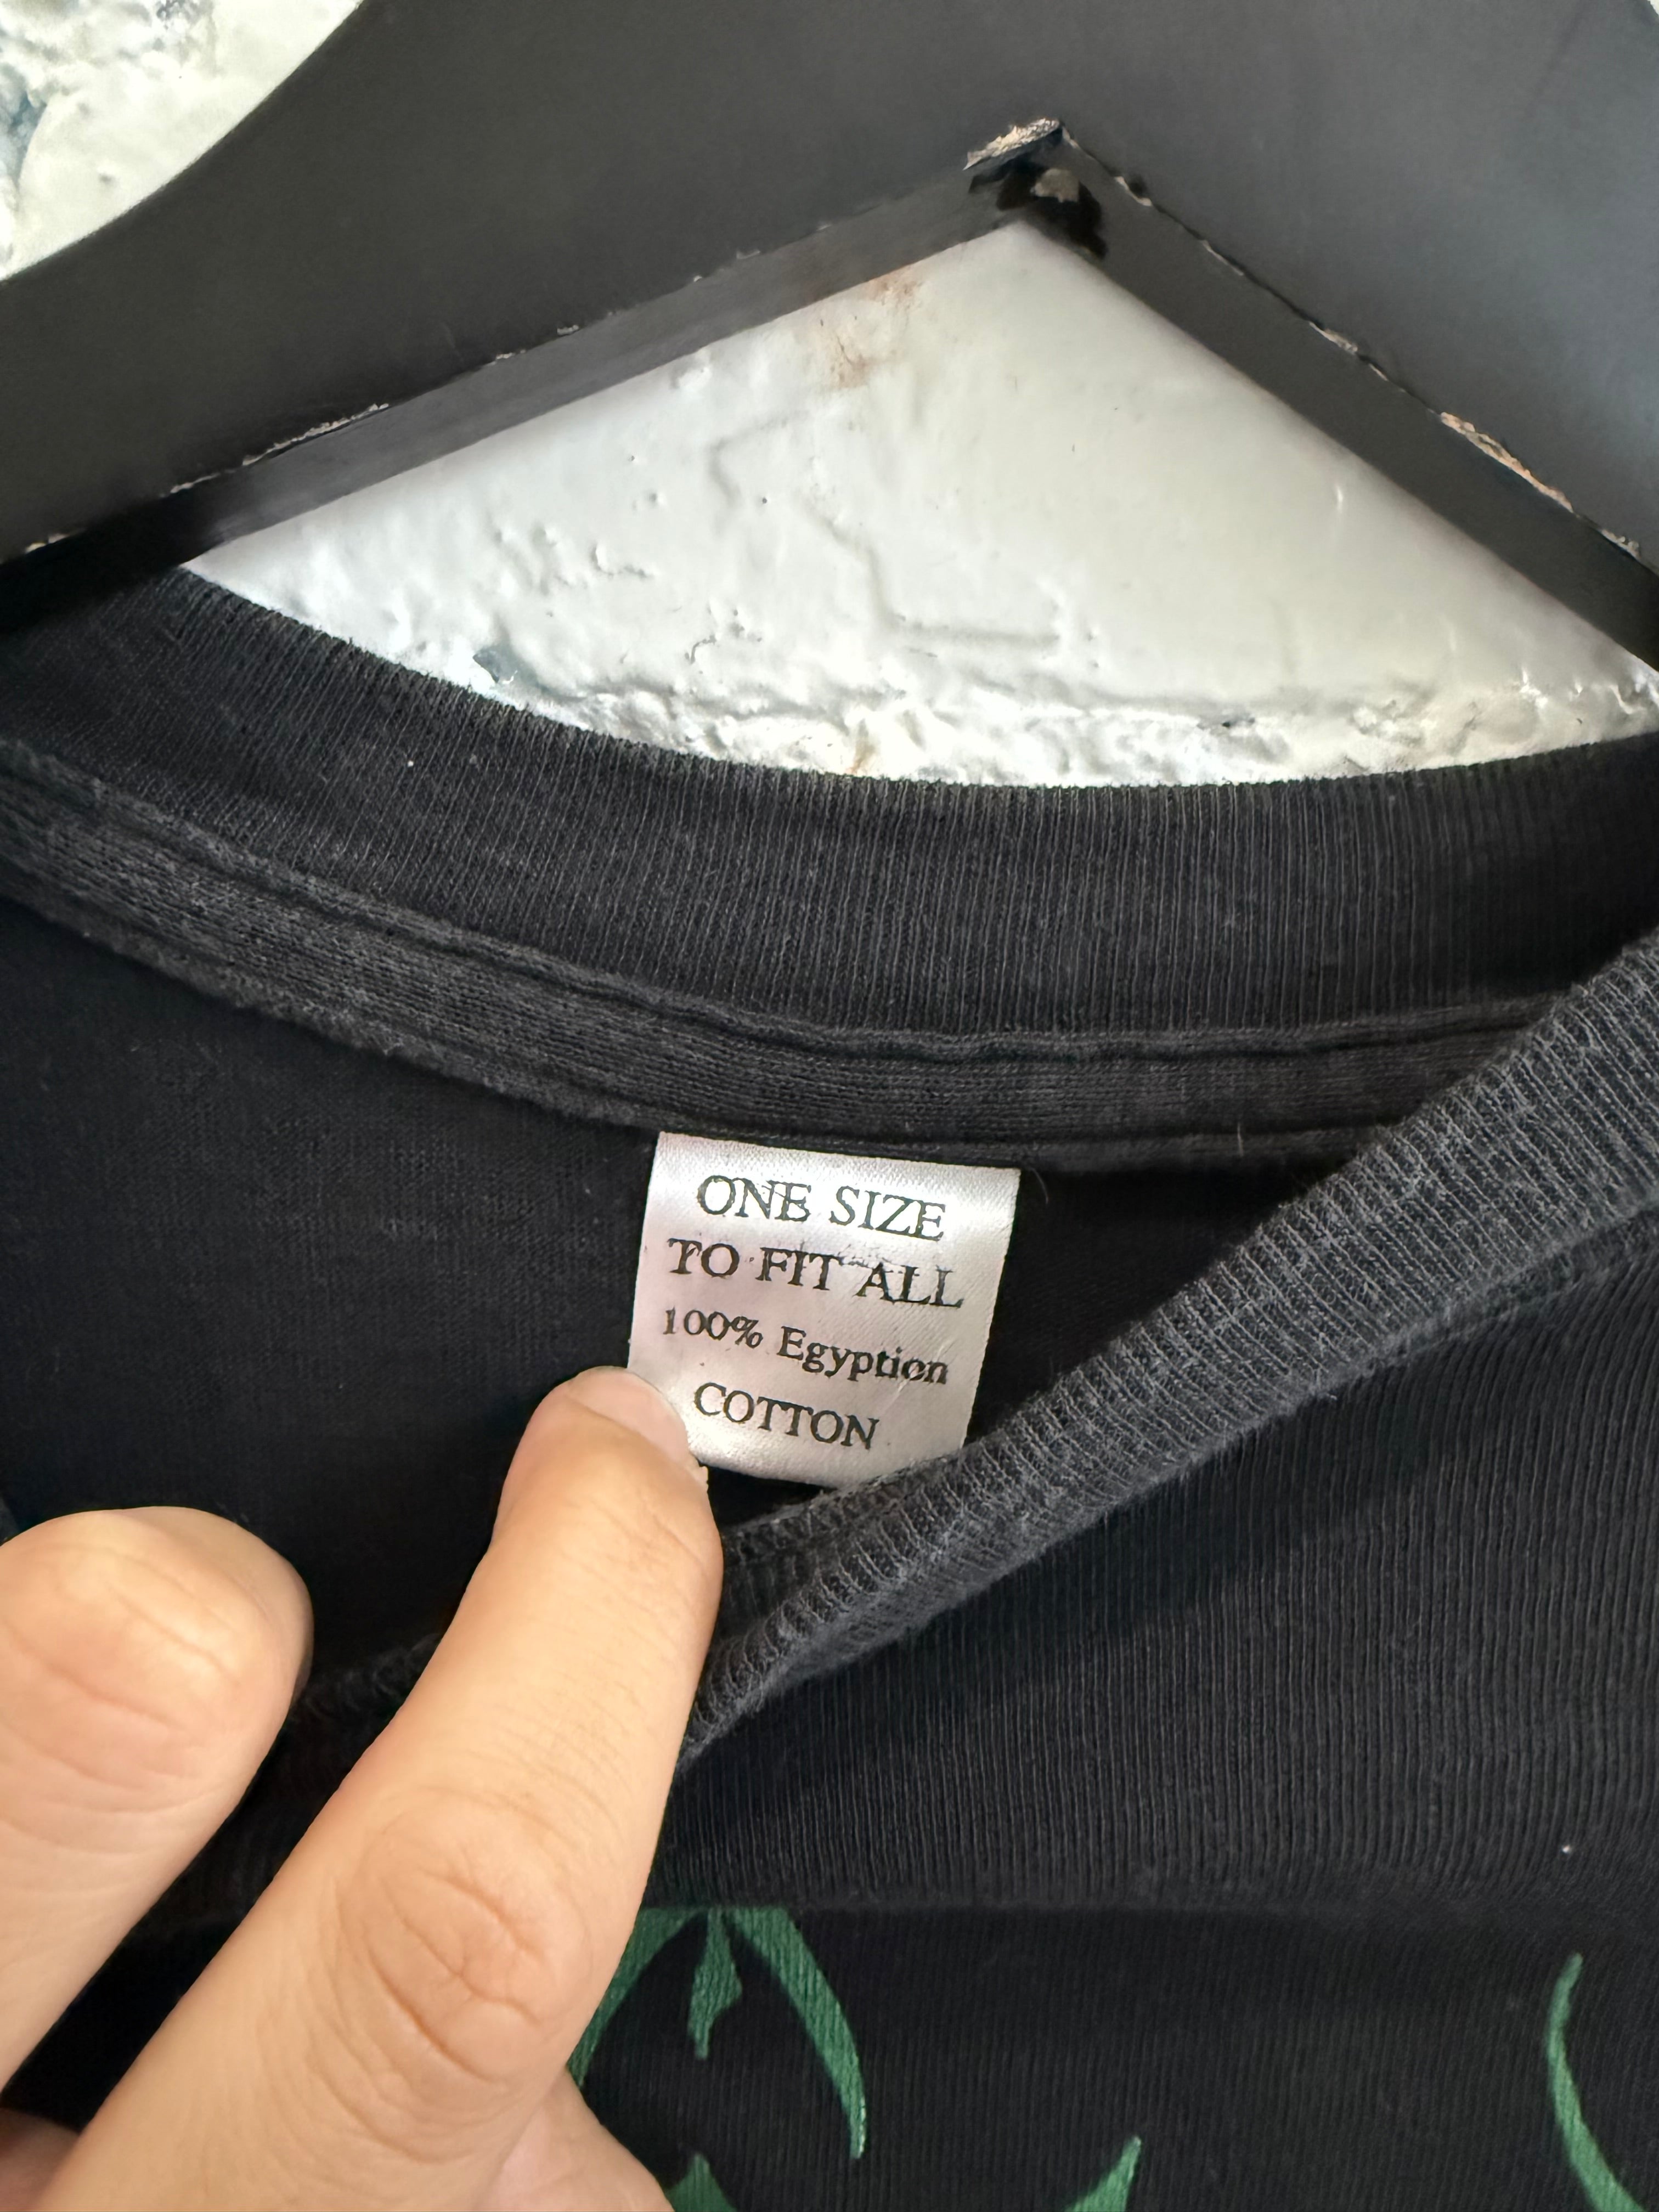 ONE SIZE
TO FIT ALL
100% Egyption
COTTON